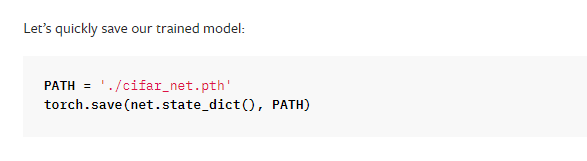 Let’s quickly save our trained model:
PATH = './cifar_net.pth'
torch.save(net.state_dict(), PATH)